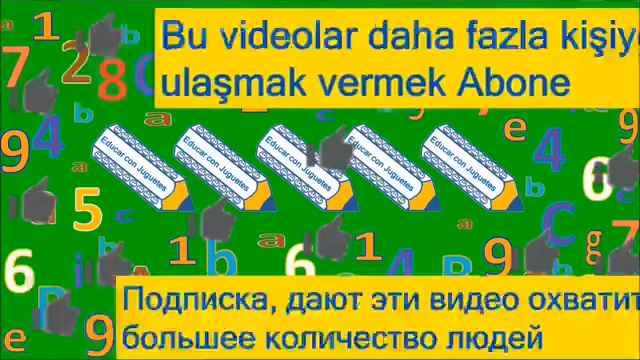 Bu videolar daha fazla kişiye
ulaşmak vermek Abone
Educar con Juguetes
Educar con Juguetes
Educar con Juguetes
Educar con Juguetes
Educar con Juguetes
Подписка, дают эти видео охватит
большее количество людей